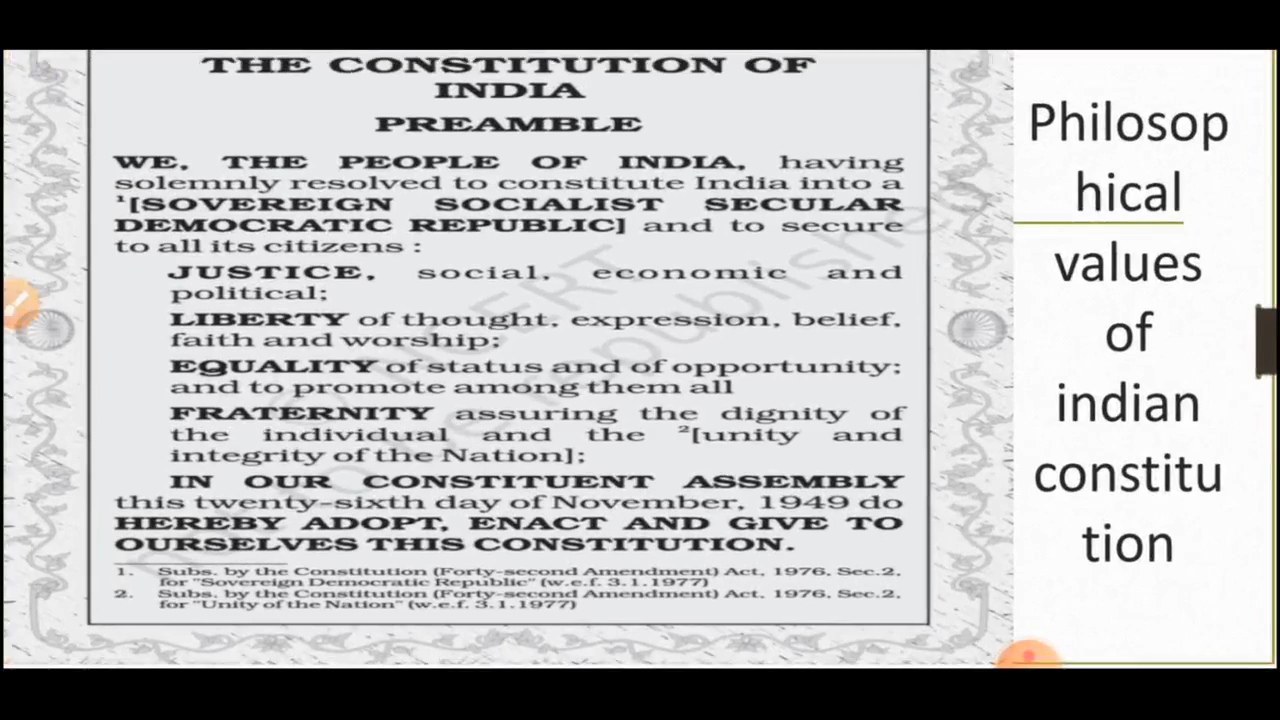 THE CONSTITUTION OF
INDIA
PREAMBLE
WE, THE PEOPLE OF INDIA, having
solemnly resolved to constitute India into a
¹[SOVEREIGN SOCIALIST SECULAR
DEMOCRATIC REPUBLIC] and to secure
to all its citizens :
JUSTICE, social, economic and
political;
LIBERTY of thought, expression, belief,
faith and worship;
EQUALITY of status and of opportunity;
and to promote among them all
FRATERNITY assuring the dignity of
the individual and the ²[unity and
integrity of the Nation];
IN OUR CONSTITUENT ASSEMBLY
this twenty-sixth day of November, 1949 do
HEREBY ADOPT, ENACT AND GIVE TO
OURSELVES THIS CONSTITUTION.
1. Subs. by the Constitution (Forty-second Amendment) Act, 1976, Sec.2,
for "Sovereign Democratic Republic" (w.e.f. 3.1.1977)
2. Subs. by the Constitution (Forty-second Amendment) Act, 1976, Sec.2,
for "Unity of the Nation" (w.e.f. 3.1.1977)
Philosop
hical
values
of
indian
constitu
tion